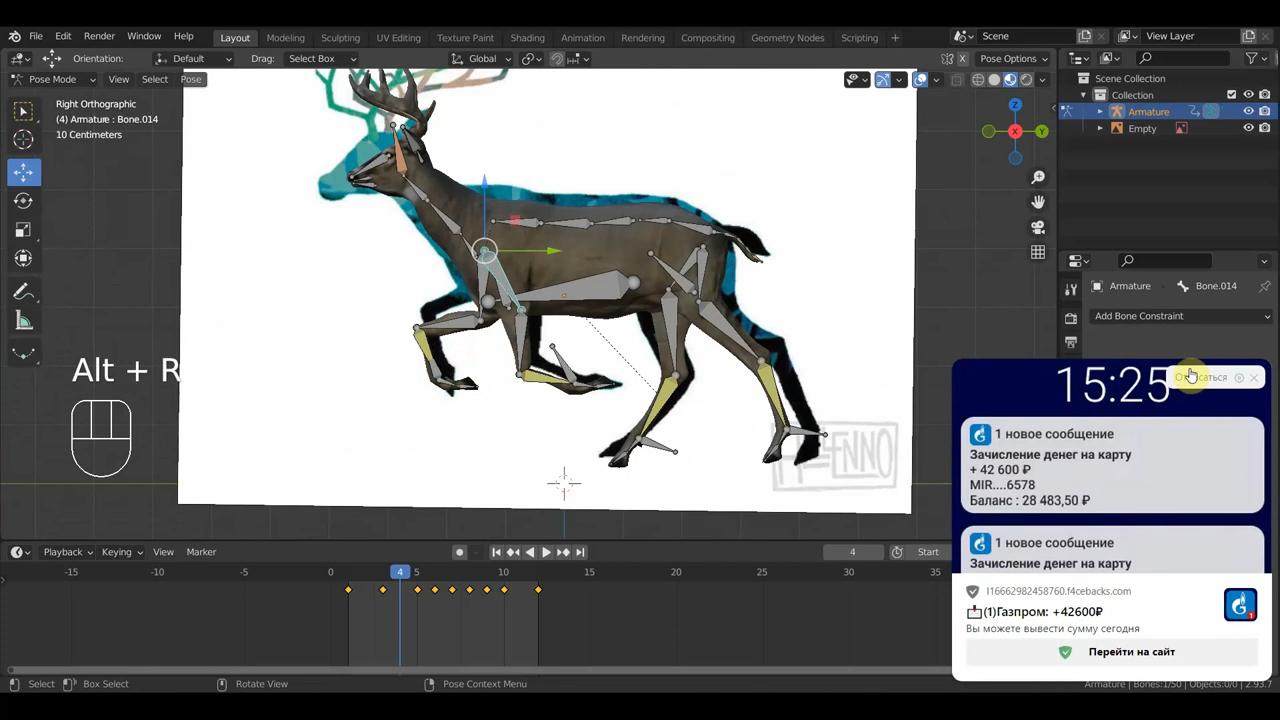 File Edit Render Window Help
Layout Modeling Sculpting UV Editing Texture Paint Shading Animation Rendering Compositing Geometry Nodes Scripting +
Scene View Layer
Orientation: Default Drag: Select Box Global
X Pose Options
Pose Mode View Select Pose
Right Orthographic
(4) Armature : Bone.014
10 Centimeters
Z
X
Y
Scene Collection
Collection
Armature
Empty
Armature Bone.014
Add Bone Constraint
Alt + R
ENNO
Playback Keying View Marker
4 Start
-15 -10 -5 0 4 5 10 15 20 25 30 35
15:25
1 новое сообщение
Зачисление денег на карту
+ 42 600 ₽
MIR....6578
Баланс : 28 483,50 ₽
1 новое сообщение
Зачисление денег на карту
l16662982458760.f4cebacks.com
(1)Газпром: +42600₽
1
Вы можете вывести сумму сегодня
Перейти на сайт
Select Box Select Rotate View Pose Context Menu
Armature | Bones:1/50 | Objects:0/0 | 2.93.7